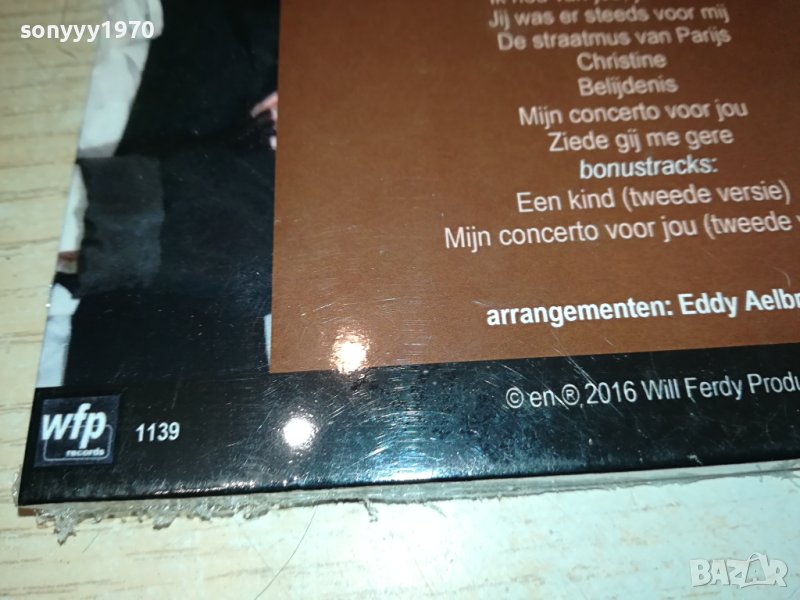 sonyyy1970
Jij was er steeds voor mij
De straatmus van Parijs
Christine
Belijdenis
Mijn concerto voor jou
Ziede gij me gere
bonustracks:
Een kind (tweede versie)
Mijn concerto voor jou (tweede
arrangementen: Eddy
© en ® 2016 Will Ferdy
wfp
records
1139
BAZAR